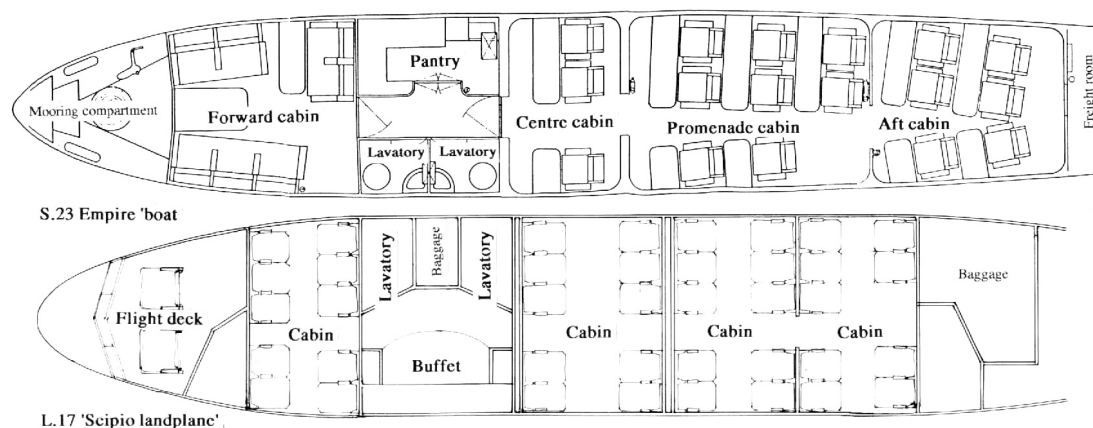 Mooring compartment
Forward cabin
Pantry
Lavatory
Lavatory
Centre cabin
Promenade cabin
Aft cabin
Freight room
S.23 Empire 'boat
Flight deck
Cabin
Lavatory
Baggage
Lavatory
Buffet
Cabin
Cabin
Cabin
Baggage
L.17 'Scipio landplane'